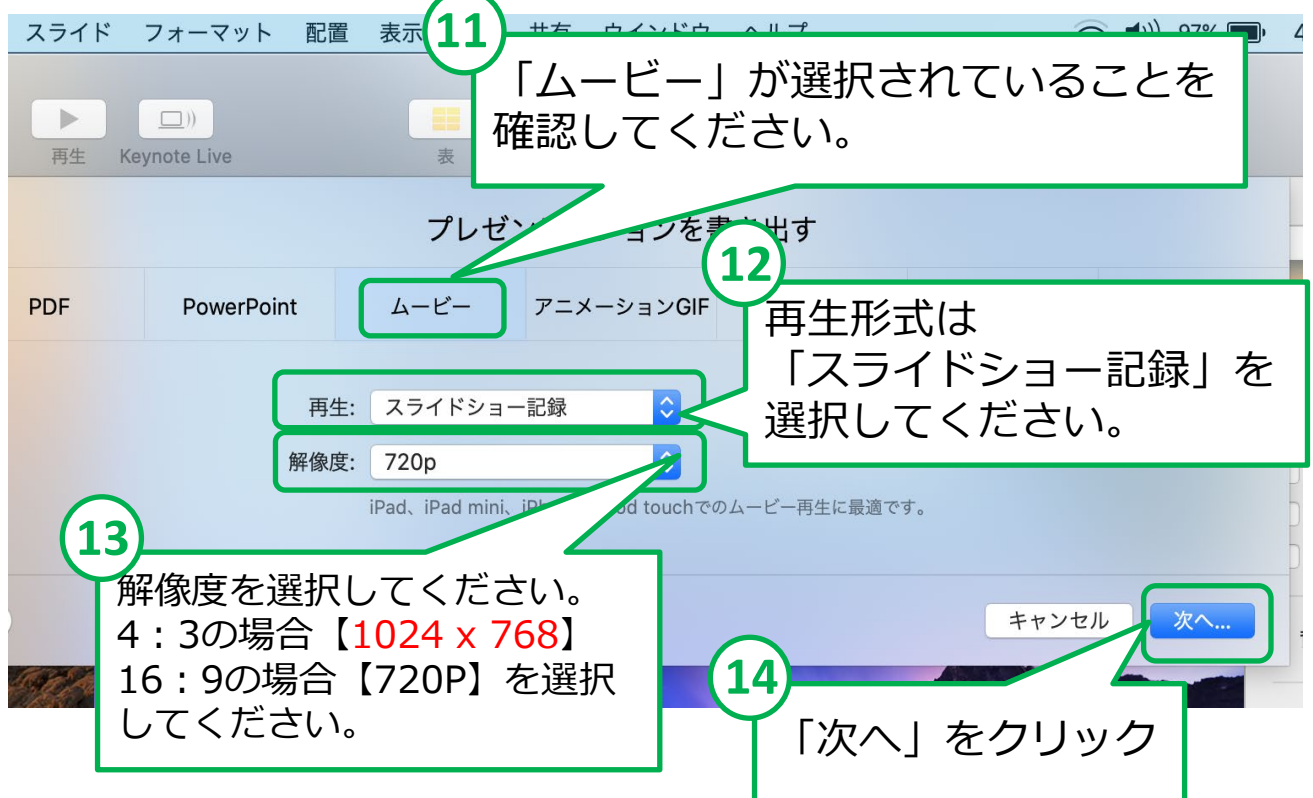 スライド フォーマット 配置 表示 共有 ウインドウ ヘルプ 97%
11
「ムービー」が選択されていることを
確認してください。
再生 Keynote Live 表
プレゼン ションを書き出す
12
PDF PowerPoint ムービー アニメーションGIF
再生形式は
「スライドショー記録」を
選択してください。
再生: スライドショー記録
解像度: 720p
iPad、iPad mini、 touchでのムービー再生に最適です。
13
解像度を選択してください。
4：3の場合【1024 x 768】
16：9の場合【720P】を選択
してください。
キャンセル 次へ...
14
「次へ」をクリック